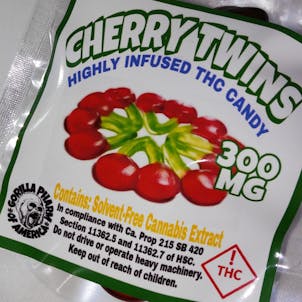 CHERRY TWINS
HIGHLY INFUSED THC CANDY
300
MG
Contains: Solvent-Free Cannabis Extract
In compliance with Ca. Prop 215 SB 420
Section 11362.5 and 11362.7 of HSC.
Do not drive or operate heavy machinery.
Keep out of reach of children.
GORILLA PHARMS
OF AMERICA
!
THC